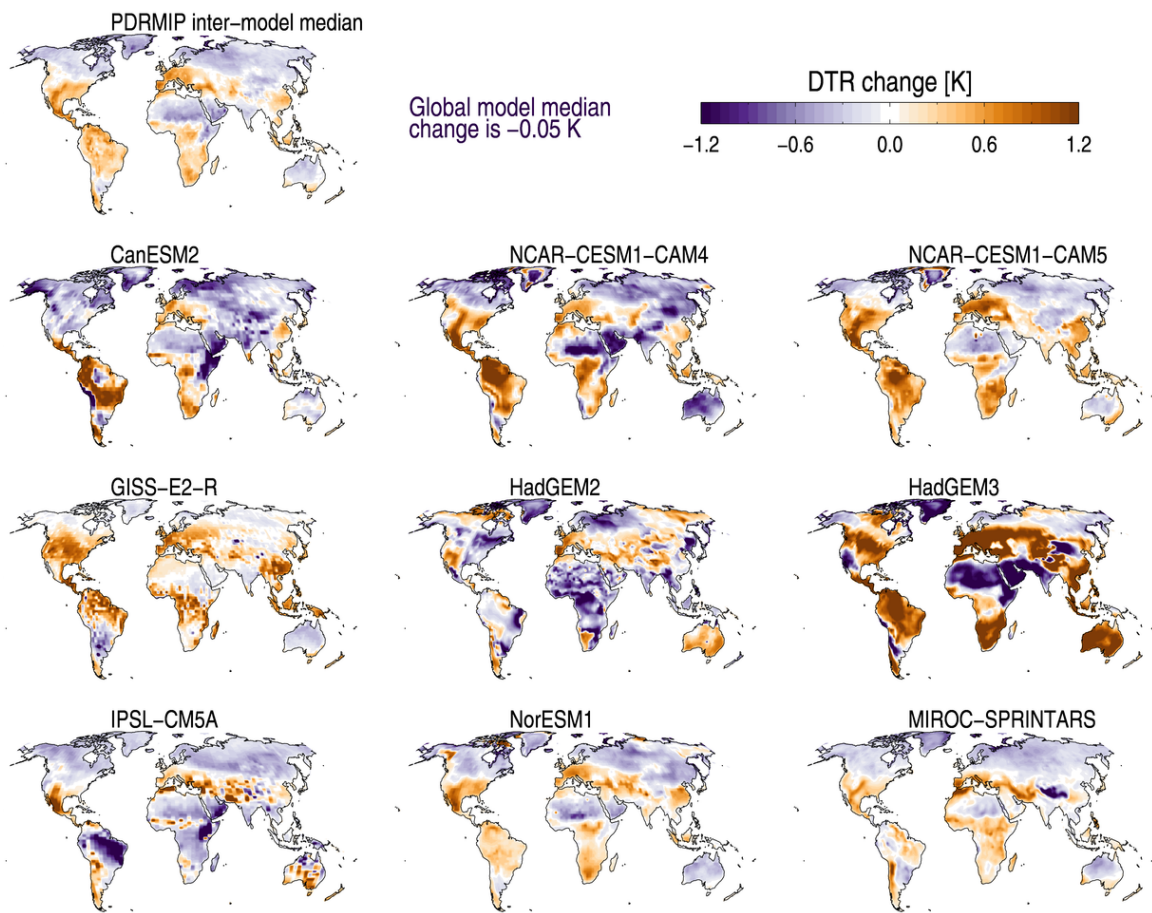 PDRMIP inter−model median
Global model median
change is −0.05 K
DTR change [K]
−1.2 −0.6 0.0 0.6 1.2
CanESM2
NCAR−CESM1−CAM4
NCAR−CESM1−CAM5
GISS−E2−R
HadGEM2
HadGEM3
IPSL−CM5A
NorESM1
MIROC−SPRINTARS